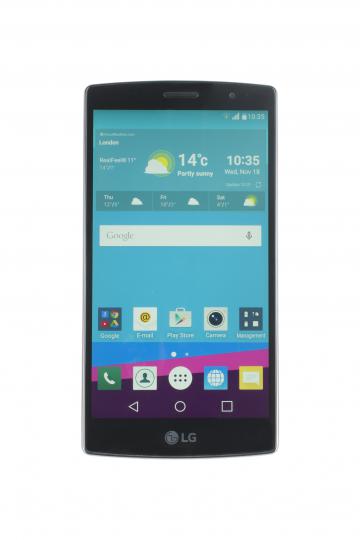 10:35
London
RealFeel® 11°
14°c
Partly sunny
10:35
Wed, Nov 18
Thu
Fri
Sat
Google
Google
E-mail
Play Store
Camera
Management
LG